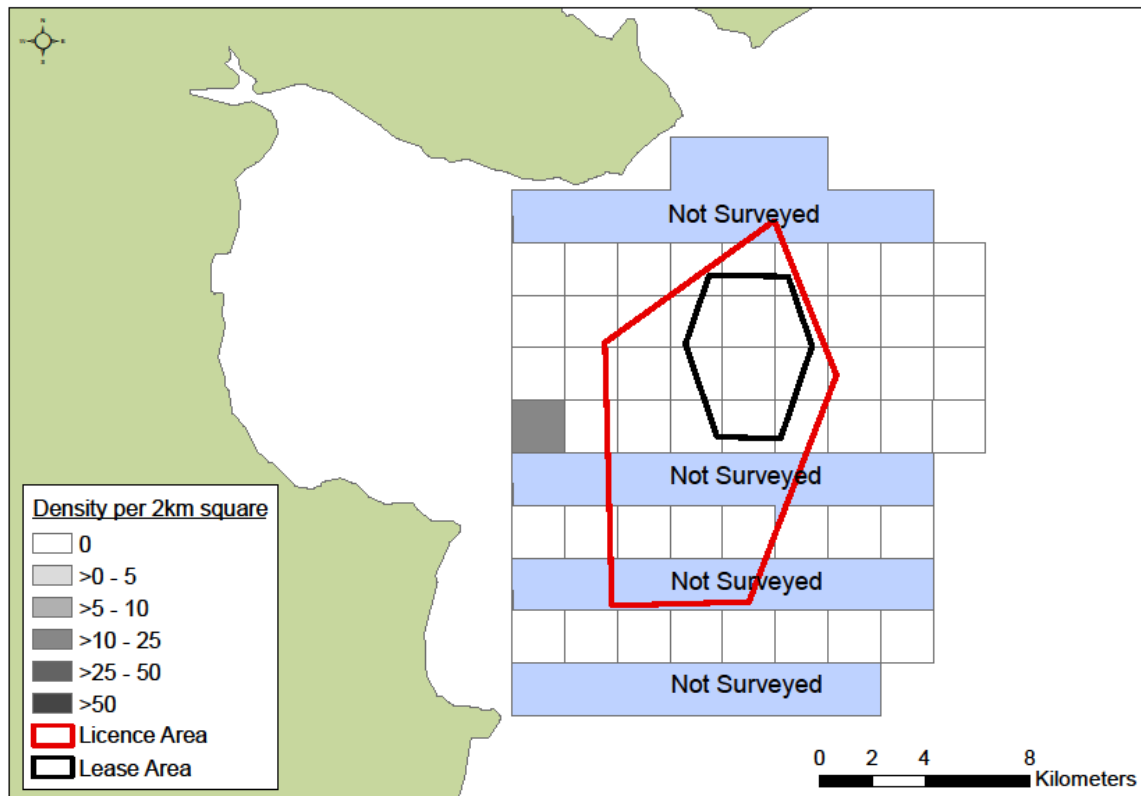 N
W E
S
Not Surveyed
Not Surveyed
Not Surveyed
Not Surveyed
Density per 2km square
0
>0 - 5
>5 - 10
>10 - 25
>25 - 50
>50
Licence Area
Lease Area
0 2 4 8
Kilometers